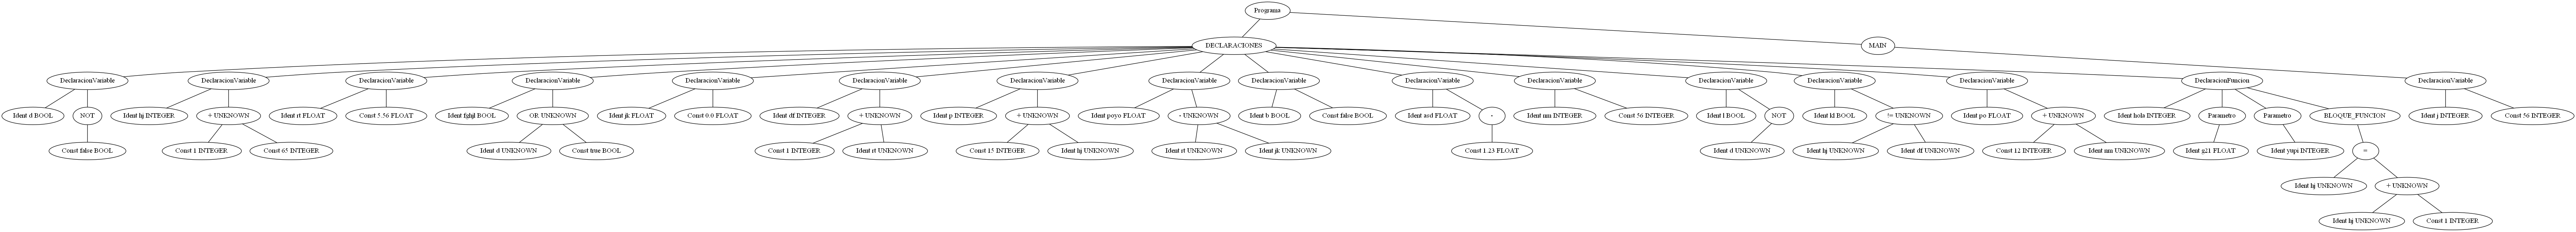 Programa
DECLARACIONES
MAIN
DeclaracionVariable
DeclaracionVariable
DeclaracionVariable
DeclaracionVariable
DeclaracionVariable
DeclaracionVariable
DeclaracionVariable
DeclaracionVariable
DeclaracionVariable
DeclaracionVariable
DeclaracionVariable
DeclaracionVariable
DeclaracionVariable
DeclaracionVariable
DeclaracionFuncion
DeclaracionVariable
Ident d BOOL
NOT
Ident hj INTEGER
+ UNKNOWN
Ident rt FLOAT
Const 5.56 FLOAT
Ident fghjl BOOL
OR UNKNOWN
Ident jk FLOAT
Const 0.0 FLOAT
Ident df INTEGER
+ UNKNOWN
Ident p INTEGER
+ UNKNOWN
Ident poyo FLOAT
- UNKNOWN
Ident b BOOL
Const false BOOL
Ident asd FLOAT
-
Ident nm INTEGER
Const 56 INTEGER
Ident l BOOL
NOT
Ident kl BOOL
!= UNKNOWN
Ident po FLOAT
+ UNKNOWN
Ident hola INTEGER
Parametro
Parametro
BLOQUE_FUNCION
Ident j INTEGER
Const 56 INTEGER
Const false BOOL
Const 1 INTEGER
Const 65 INTEGER
Ident d UNKNOWN
Const true BOOL
Const 1 INTEGER
Ident rt UNKNOWN
Const 15 INTEGER
Ident hj UNKNOWN
Ident rt UNKNOWN
Ident jk UNKNOWN
Const 1.23 FLOAT
Ident d UNKNOWN
Ident hj UNKNOWN
Ident df UNKNOWN
Const 12 INTEGER
Ident nm UNKNOWN
Ident g21 FLOAT
Ident yupi INTEGER
=
Ident hj UNKNOWN
+ UNKNOWN
Ident hj UNKNOWN
Const 1 INTEGER